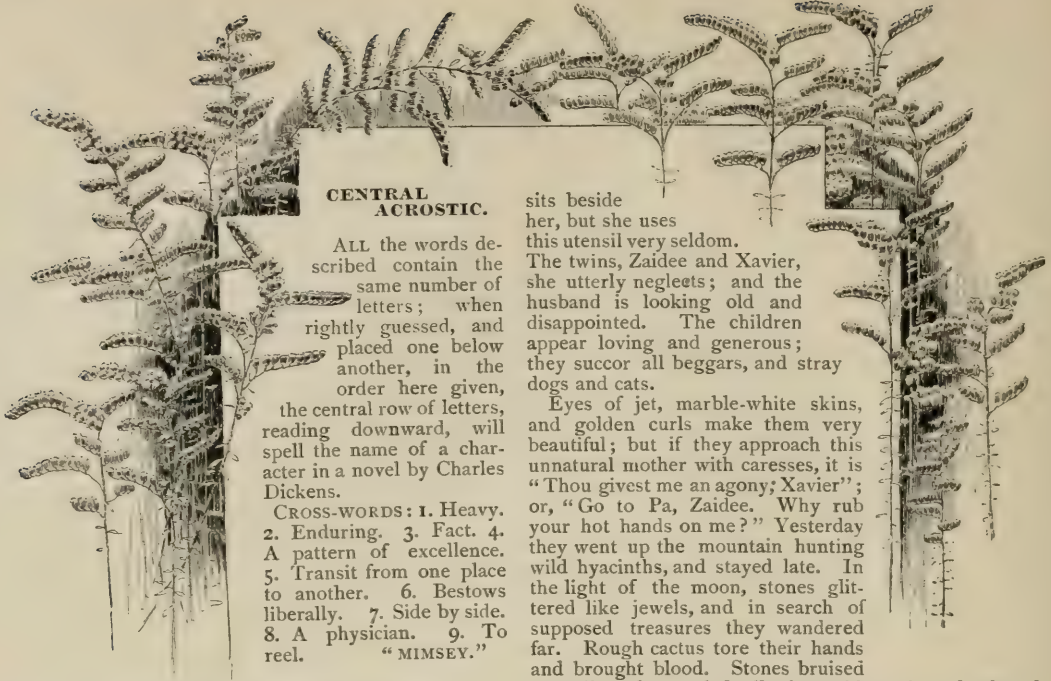 CENTRAL
ACROSTIC.
ALL the words de-
scribed contain the
same number of
letters; when
rightly guessed, and
placed one below
another, in the
order here given,
the central row of letters,
reading downward, will
spell the name of a char-
acter in a novel by Charles
Dickens.
CROSS-WORDS: 1. Heavy.
2. Enduring. 3. Fact. 4.
A pattern of excellence.
5. Transit from one place
to another. 6. Bestows
liberally. 7. Side by side.
8. A physician. 9. To
reel. "MIMSEY."
sits beside
her, but she uses
this utensil very seldom.
The twins, Zaidee and Xavier,
she utterly neglects; and the
husband is looking old and
disappointed. The children
appear loving and generous;
they succor all beggars, and stray
dogs and cats.
Eyes of jet, marble-white skins,
and golden curls make them very
beautiful; but if they approach this
unnatural mother with caresses, it is
"Thou givest me an agony, Xavier";
or, "Go to Pa, Zaidee. Why rub
your hot hands on me?" Yesterday
they went up the mountain hunting
wild hyacinths, and stayed late. In
the light of the moon, stones glit-
tered like jewels, and in search of
supposed treasures they wandered
far. Rough cactus tore their hands
and brought blood. Stones bruised